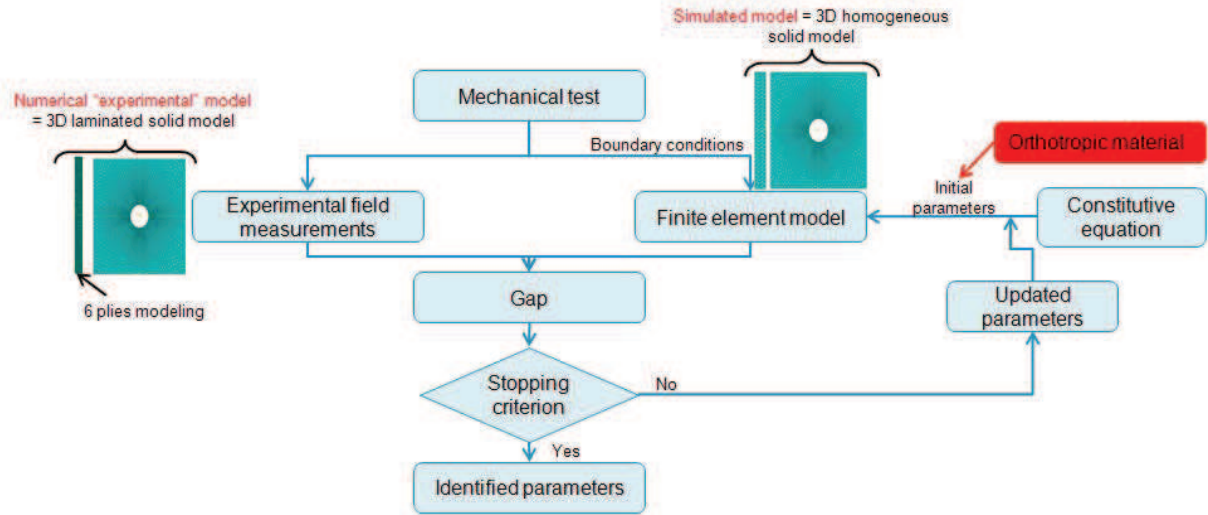 Simulated model = 3D homogeneous
solid model
Numerical “experimental” model
= 3D laminated solid model
Mechanical test
Boundary conditions
Orthotropic material
Experimental field
measurements
Finite element model
Initial
parameters
Constitutive
equation
6 plies modeling
Gap
Updated
parameters
Stopping
criterion
No
Yes
Identified parameters